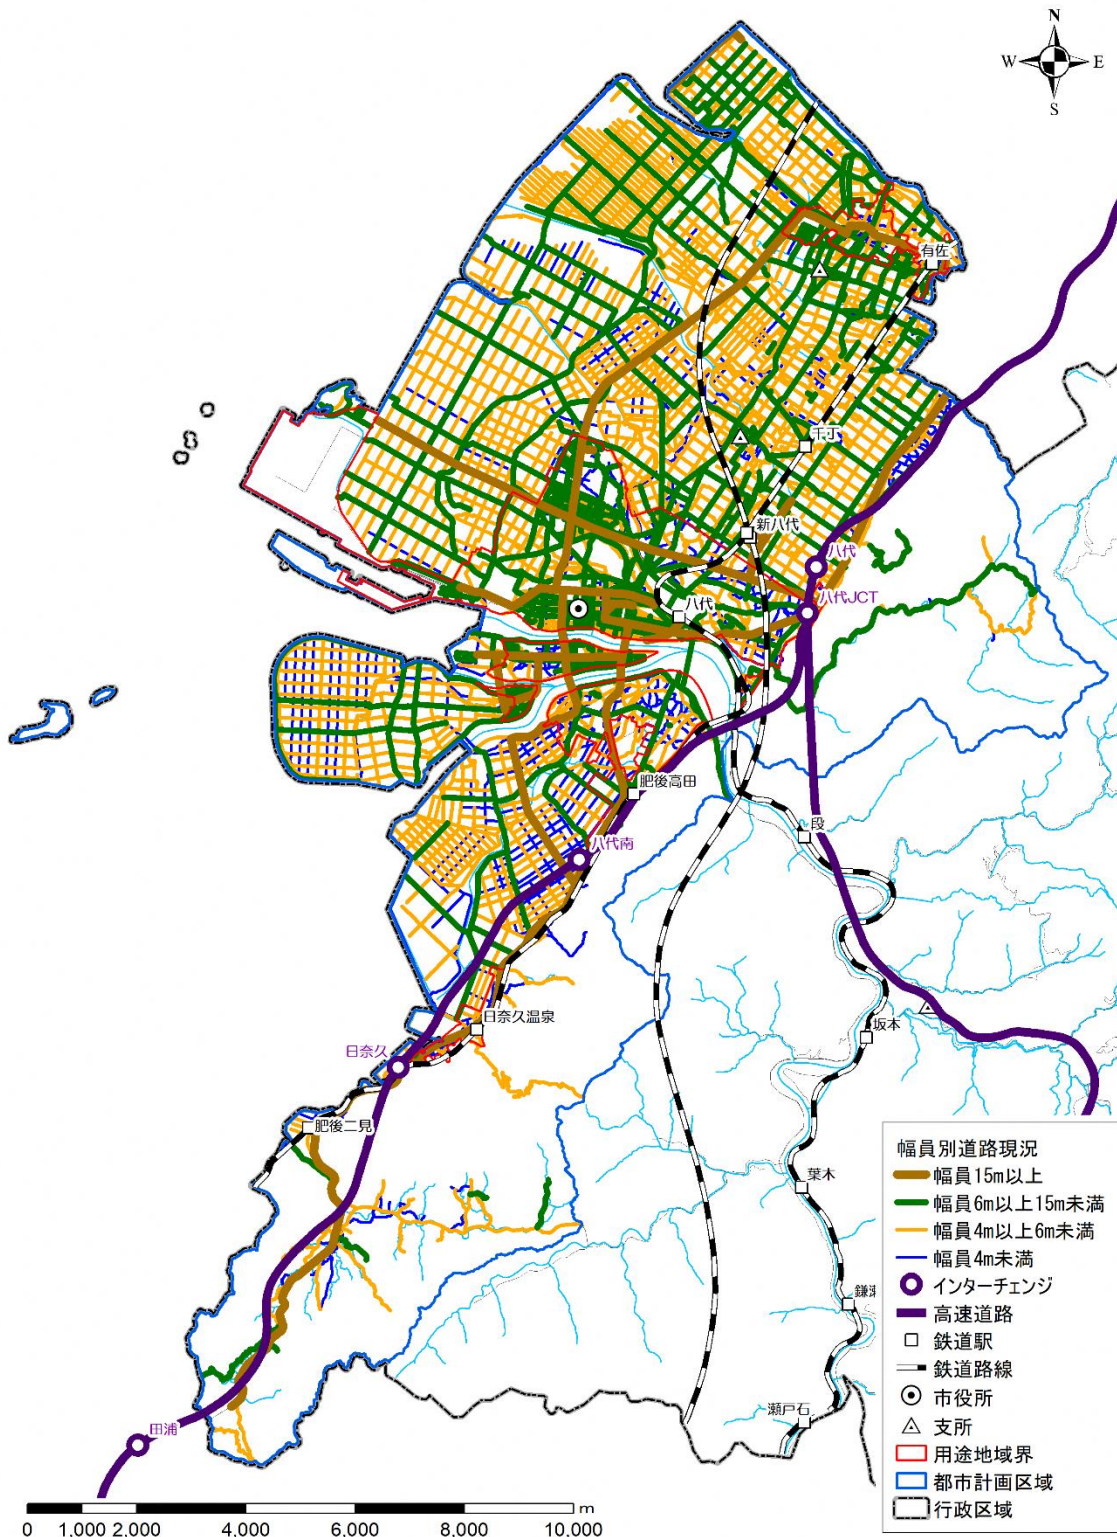 N
W
E
S
有佐
千丁
新八代
八代
八代JCT
八代
肥後高田
段
八代南
日奈久温泉
坂本
日奈久
肥後二見
葉木
鎌瀬
瀬戸石
田浦
幅員別道路現況
幅員15m以上
幅員6m以上15m未満
幅員4m以上6m未満
幅員4m未満
インターチェンジ
高速道路
鉄道駅
鉄道路線
市役所
支所
用途地域界
都市計画区域
行政区域
m
0 1,000 2,000 4,000 6,000 8,000 10,000